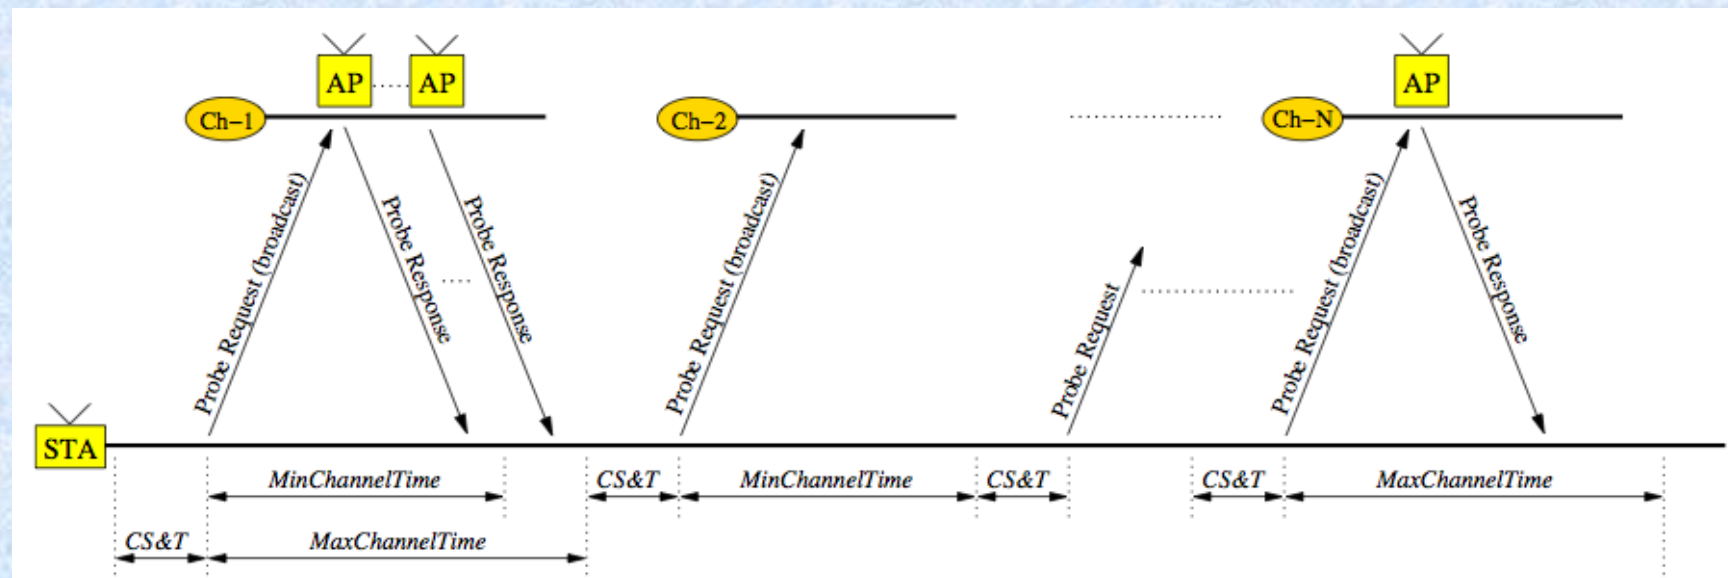 AP
AP
AP
Ch–1
Ch–2
Ch–N
Probe Request (broadcast)
Probe Response
Probe Response
Probe Request (broadcast)
Probe Request
Probe Request (broadcast)
Probe Response
STA
MinChannelTime
CS&T
MinChannelTime
CS&T
CS&T
MaxChannelTime
CS&T
MaxChannelTime